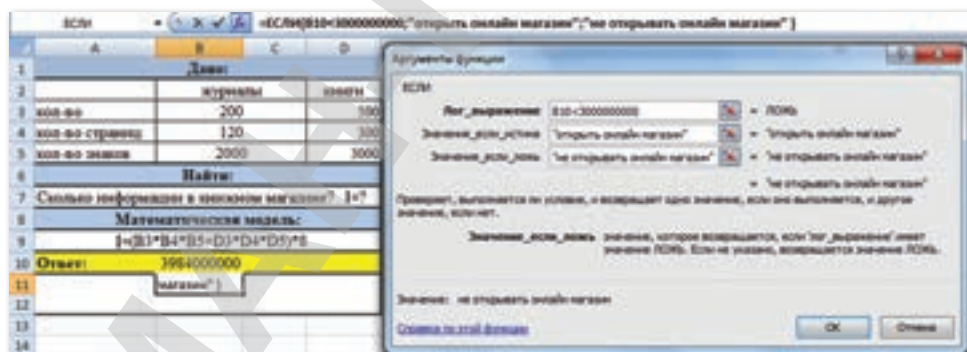 ЕСЛИ =ЕСЛИ(B10<3000000000;"открыть онлайн магазин";"не открывать онлайн магазин" )
A B C D
1 Дано:
2 журналы книги
3 кол-во 200
4 кол-во страниц 120
5 кол-во знаков 2000 3000
6 Найти:
7 Сколько информации в книжном магазине? I=?
8 Математическая модель:
9 I=(B3*B4*B5+D3*D4*D5)*8
10 Ответ: 3984000000
11 магазин" )
12
13
14
Аргументы функции
ЕСЛИ
Лог_выражение B10<3000000000 = ЛОЖЬ
Значение_если_истина "открыть онлайн магазин" = "открыть онлайн магазин"
Значение_если_ложь "не открывать онлайн магазин" = "не открывать онлайн магазин"
= "не открывать онлайн магазин"
Проверяет, выполняется ли условие, и возвращает одно значение, если оно выполняется, и другое
значение, если нет.
Значение_если_ложь значение, которое возвращается, если 'лог_выражение' имеет
значение ЛОЖЬ. Если не указано, возвращается значение ЛОЖЬ.
Значение: не открывать онлайн магазин
Справка по этой функции OK Отмена